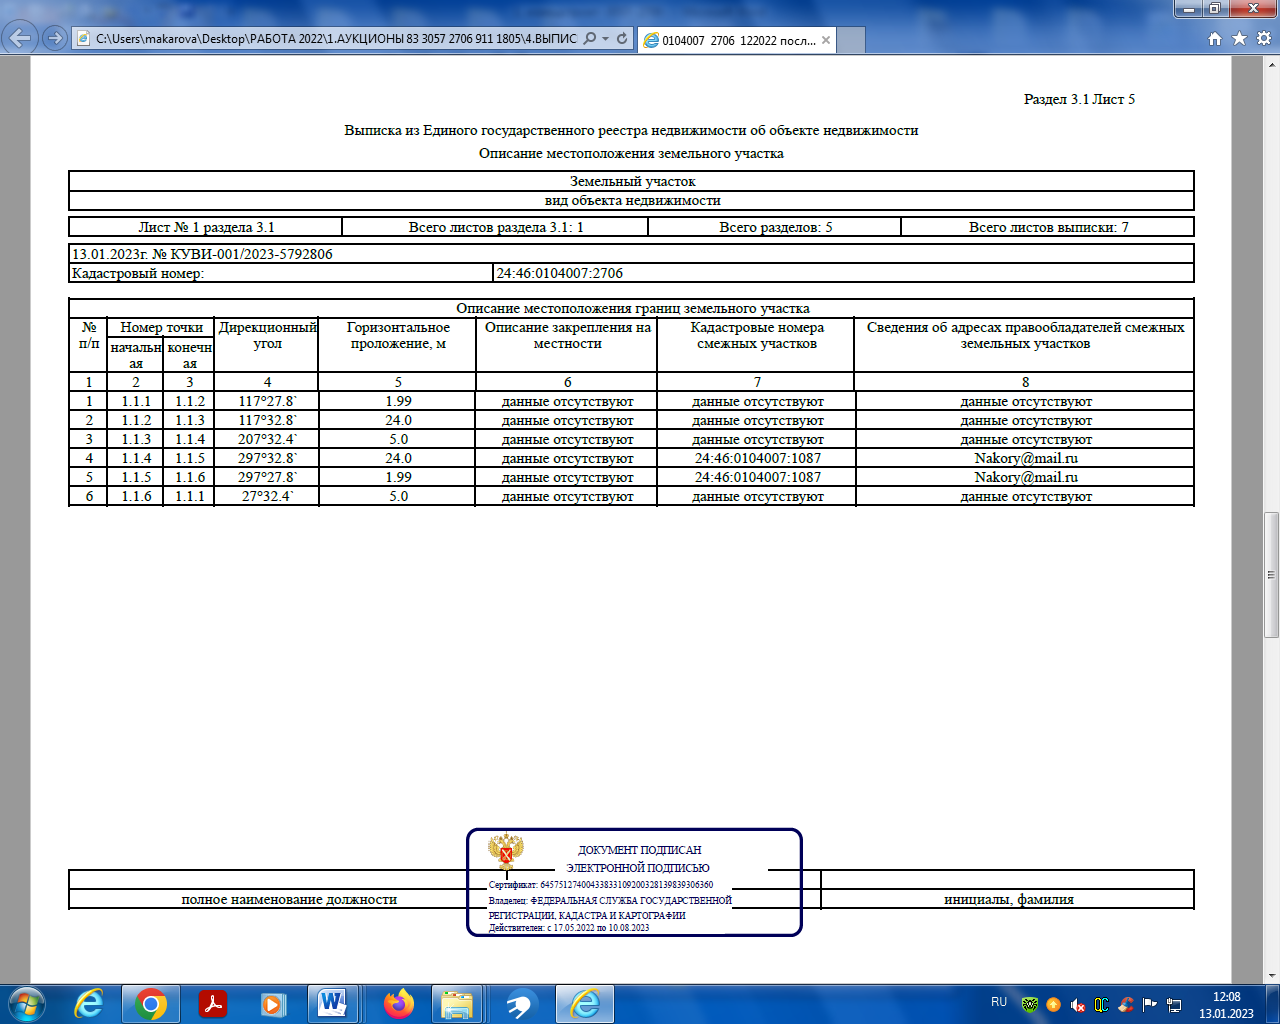 C:\Users\makarova\Desktop\РАБОТА 2022\1.АУКЦИОНЫ 83 3057 2706 911 1805\4.ВЫПИС
0104007 2706 122022 посл...
Раздел 3.1 Лист 5
Выписка из Единого государственного реестра недвижимости об объекте недвижимости
Описание местоположения земельного участка
Земельный участок
вид объекта недвижимости
Лист № 1 раздела 3.1 Всего листов раздела 3.1: 1 Всего разделов: 5 Всего листов выписки: 7
13.01.2023г. № КУВИ-001/2023-5792806
Кадастровый номер: 24:46:0104007:2706
Описание местоположения границ земельного участка
№ Номер точки Дирекционный Горизонтальное Описание закрепления на Кадастровые номера Сведения об адресах правообладателей смежных
п/п начальн конечн угол проложение, м местности смежных участков земельных участков
ая ая
1 2 3 4 5 6 7 8
1 1.1.1 1.1.2 117°27.8` 1.99 данные отсутствуют данные отсутствуют данные отсутствуют
2 1.1.2 1.1.3 117°32.8` 24.0 данные отсутствуют данные отсутствуют данные отсутствуют
3 1.1.3 1.1.4 207°32.4` 5.0 данные отсутствуют данные отсутствуют данные отсутствуют
4 1.1.4 1.1.5 297°32.8` 24.0 данные отсутствуют 24:46:0104007:1087 Nakory@mail.ru
5 1.1.5 1.1.6 297°27.8` 1.99 данные отсутствуют 24:46:0104007:1087 Nakory@mail.ru
6 1.1.6 1.1.1 27°32.4` 5.0 данные отсутствуют данные отсутствуют данные отсутствуют
ДОКУМЕНТ ПОДПИСАН
ЭЛЕКТРОННОЙ ПОДПИСЬЮ
Сертификат: 64575127400433833109200328139839306360
Владелец: ФЕДЕРАЛЬНАЯ СЛУЖБА ГОСУДАРСТВЕННОЙ
РЕГИСТРАЦИИ, КАДАСТРА И КАРТОГРАФИИ
Действителен: с 17.05.2022 по 10.08.2023
полное наименование должности инициалы, фамилия
RU
12:08
13.01.2023